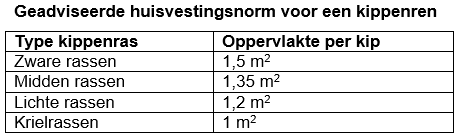 Geadviseerde huisvestingsnorm voor een kippenren
Type kippenras Oppervlakte per kip
Zware rassen 1,5 m²
Midden rassen 1,35 m²
Lichte rassen 1,2 m²
Krielrassen 1 m²